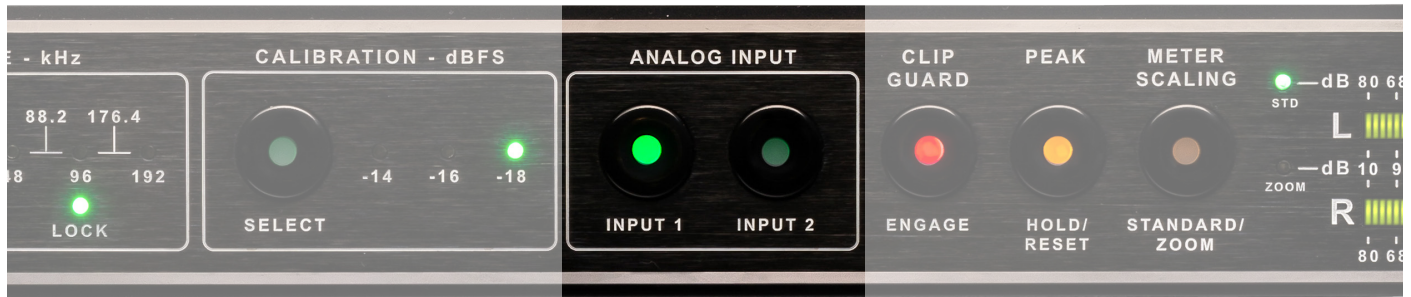 E - kHz
88.2 176.4
48 96 192
LOCK
CALIBRATION - dBFS
-14 -16 -18
SELECT
ANALOG INPUT
INPUT 1 INPUT 2
CLIP
GUARD
ENGAGE
PEAK
HOLD/
RESET
METER
SCALING
STANDARD/
ZOOM
dB 80 68
STD
L
dB 10 9
ZOOM
R
80 68